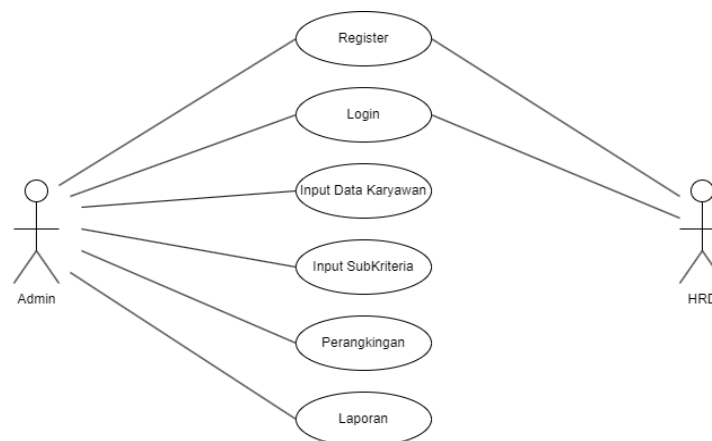 Register
Login
Input Data Karyawan
Input SubKriteria
Admin
HRD
Perangkingan
Laporan